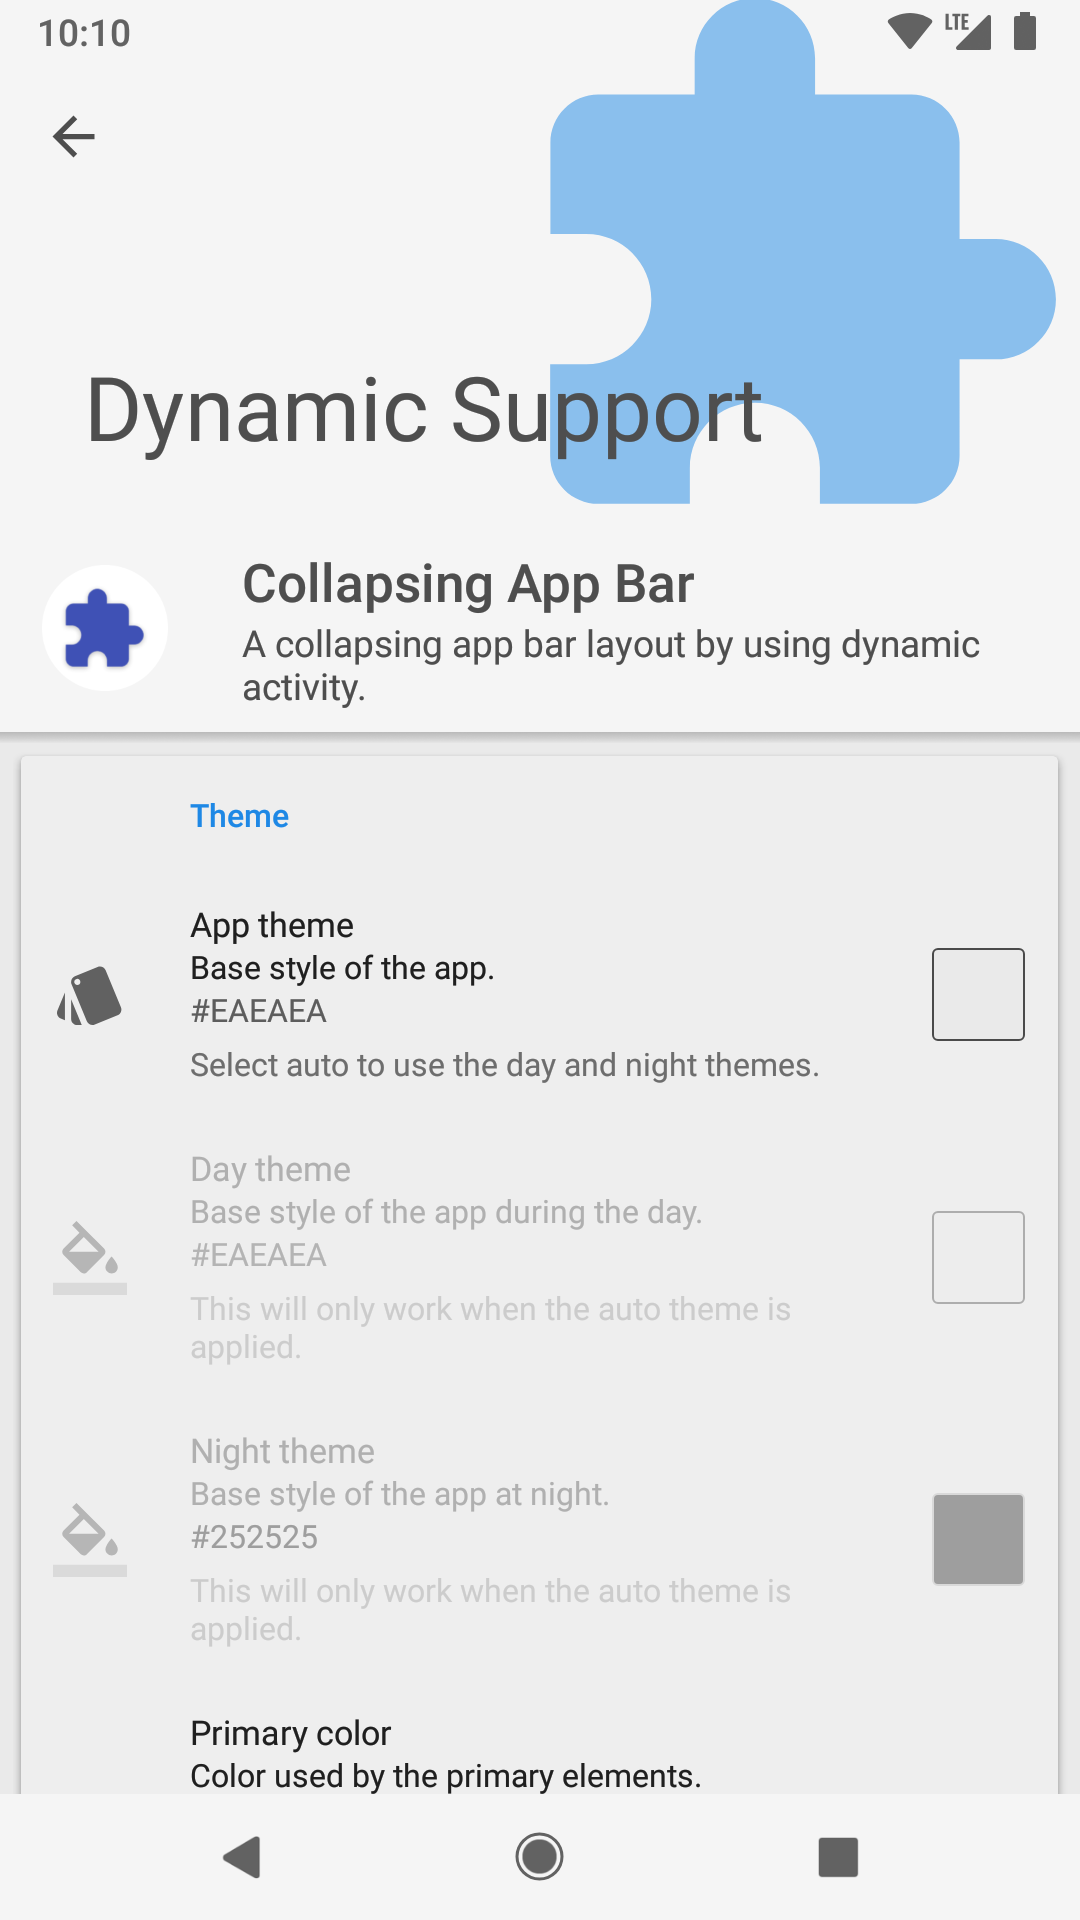 10:10
LTE
Dynamic Support
Collapsing App Bar
A collapsing app bar layout by using dynamic
activity.
Theme
App theme
Base style of the app.
#EAEAEA
Select auto to use the day and night themes.
Day theme
Base style of the app during the day.
#EAEAEA
This will only work when the auto theme is
applied.
Night theme
Base style of the app at night.
#252525
This will only work when the auto theme is
applied.
Primary color
Color used by the primary elements.